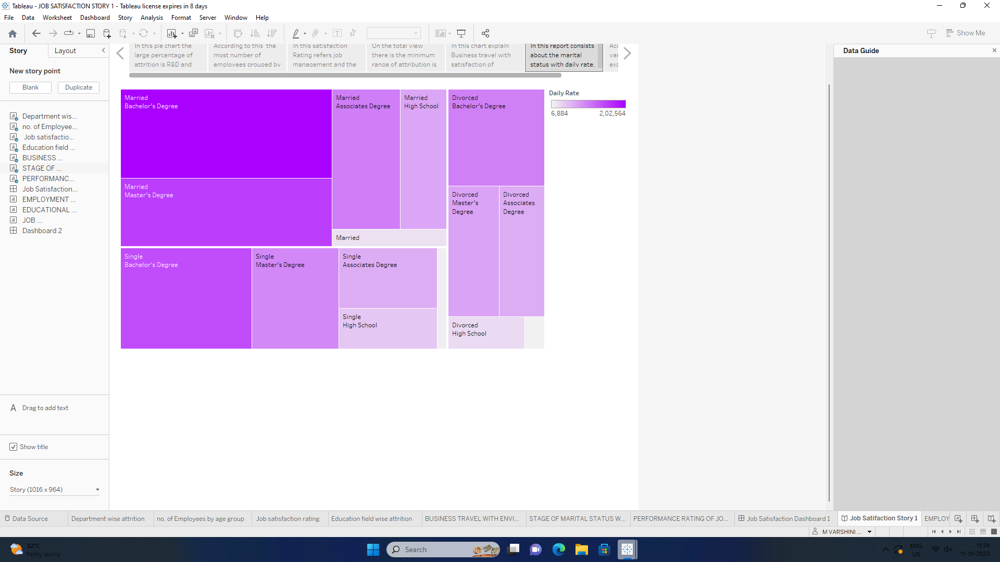 Tableau - JOB SATISFACTION STORY 1 - Tableau license expires in 8 days
File Data Worksheet Dashboard Story Analysis Format Server Window Help
Show Me
Story Layout
New story point
Blank Duplicate
Department wis...
no. of Employee...
Job satisfactio...
Education field ...
BUSINESS ...
STAGE OF ...
PERFORMANC...
Job Satisfaction...
EMPLOYMENT ...
EDUCATIONAL ...
JOB ...
Dashboard 2
A Drag to add text
Show title
Size
Story (1016 x 964)
In this pie chart the
large percentage of
attrition is R&D and
According to this the
most number of
employees grouped by
In this satisfaction
Rating refers job
management and the
On the total view
there is the minimum
range of attribution is
In this chart explain
Business travel with
satisfaction of
In this report consists
about the marital
status with daily rate.
Married
Bachelor's Degree
Married
Associates Degree
Married
High School
Divorced
Bachelor's Degree
Married
Master's Degree
Divorced
Master's
Degree
Divorced
Associates
Degree
Married
Single
Bachelor's Degree
Single
Master's Degree
Single
Associates Degree
Single
High School
Divorced
High School
Daily Rate
6,884 2,02,564
Data Guide
Data Source Department wise attrition no. of Employees by age group Job satisfaction rating Education field wise attrition BUSINESS TRAVEL WITH ENVI... STAGE OF MARITAL STATUS W... PERFORMANCE RATING OF JO... Job Satisfaction Dashboard 1 Job Satifaction Story 1 EMPLOY
M VARSHINI ...
32°C
Partly sunny
Search
ENG
US
11:34
11-10-2023